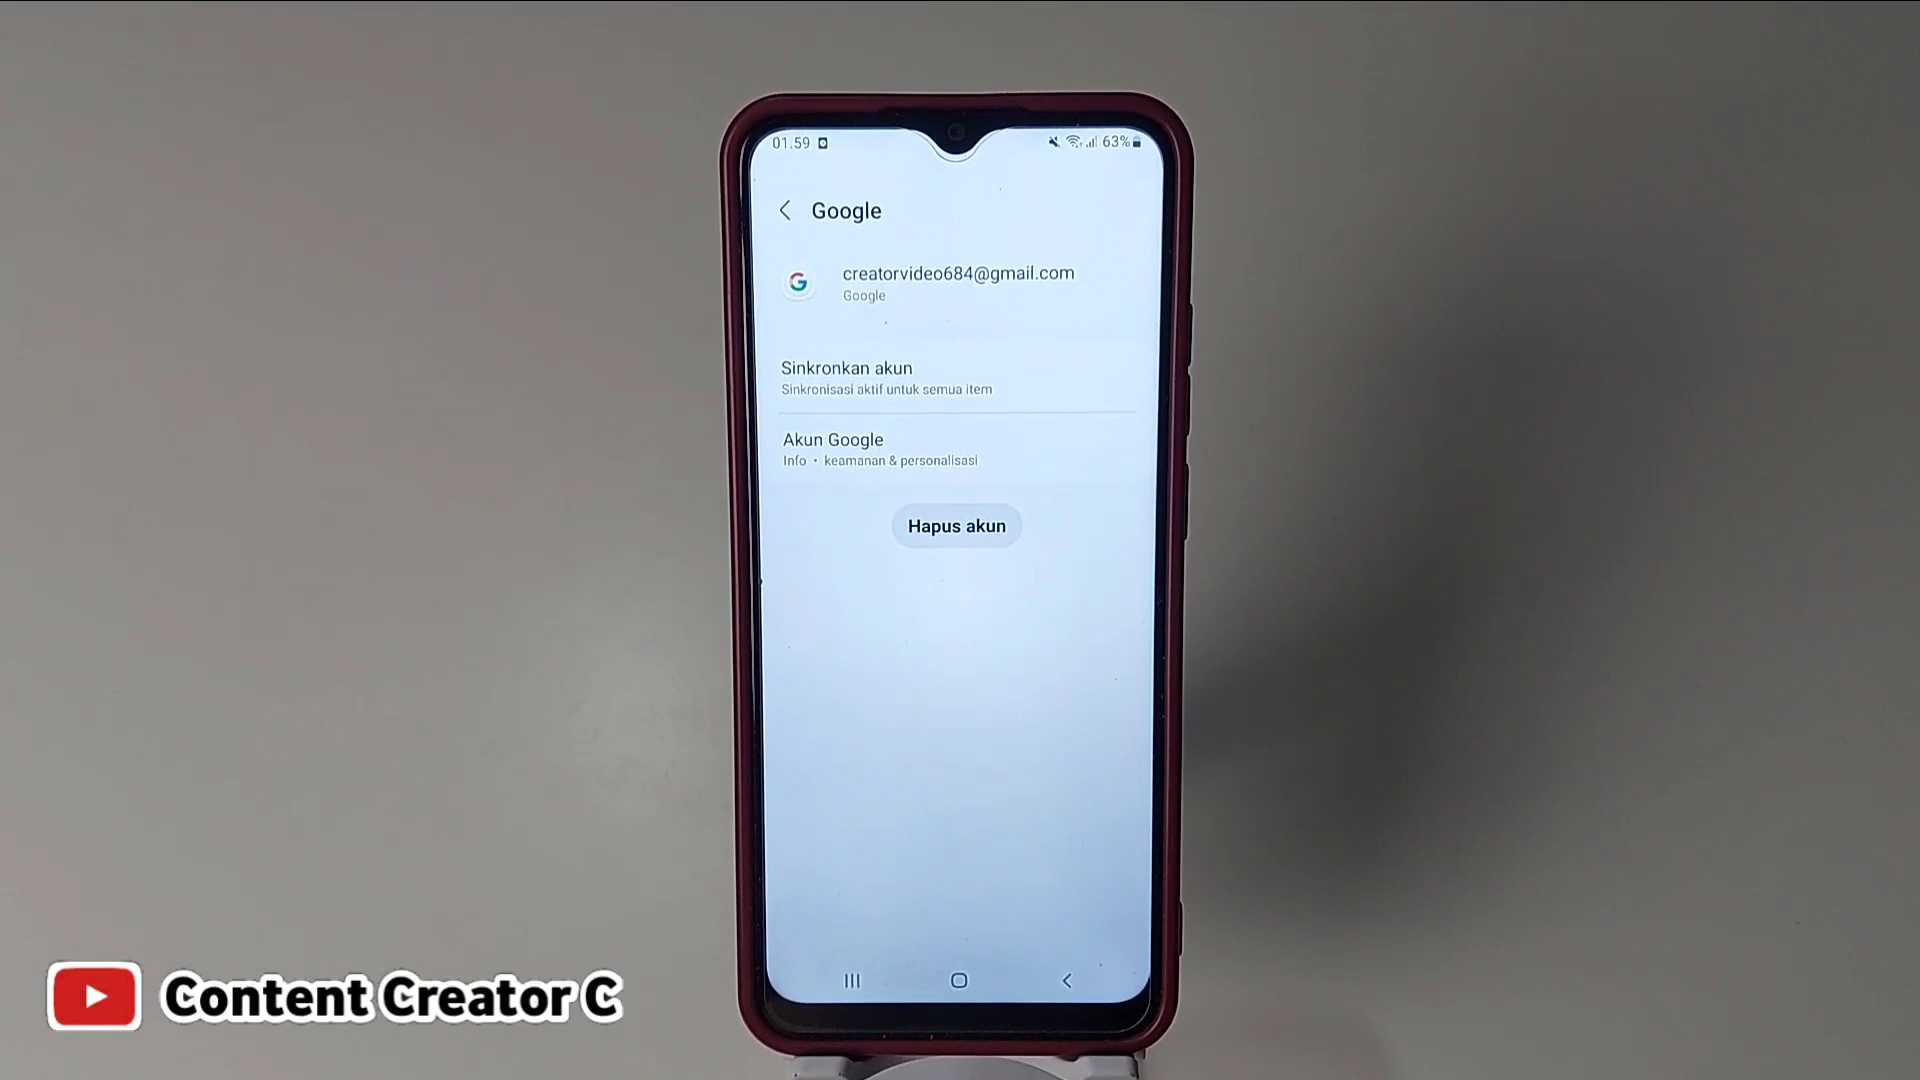 01.59
63%
Google
creatorvideo684@gmail.com
Google
Sinkronkan akun
Sinkronisasi aktif untuk semua item
Akun Google
Info • keamanan & personalisasi
Hapus akun
Content Creator C